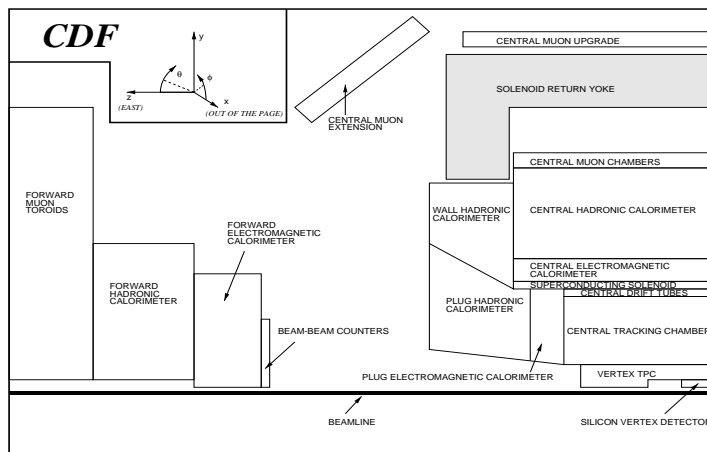 CDF
y
θ
φ
z
(EAST)
x
(OUT OF THE PAGE)
CENTRAL MUON UPGRADE
SOLENOID RETURN YOKE
CENTRAL MUON
EXTENSION
CENTRAL MUON CHAMBERS
FORWARD
MUON
TOROIDS
WALL HADRONIC
CALORIMETER
CENTRAL HADRONIC CALORIMETER
FORWARD
ELECTROMAGNETIC
CALORIMETER
CENTRAL ELECTROMAGNETIC
CALORIMETER
FORWARD
HADRONIC
CALORIMETER
SUPERCONDUCTING SOLENOID
CENTRAL DRIFT TUBES
PLUG HADRONIC
CALORIMETER
BEAM-BEAM COUNTERS
CENTRAL TRACKING CHAMBER
PLUG ELECTROMAGNETIC CALORIMETER
VERTEX TPC
BEAMLINE
SILICON VERTEX DETECTOR